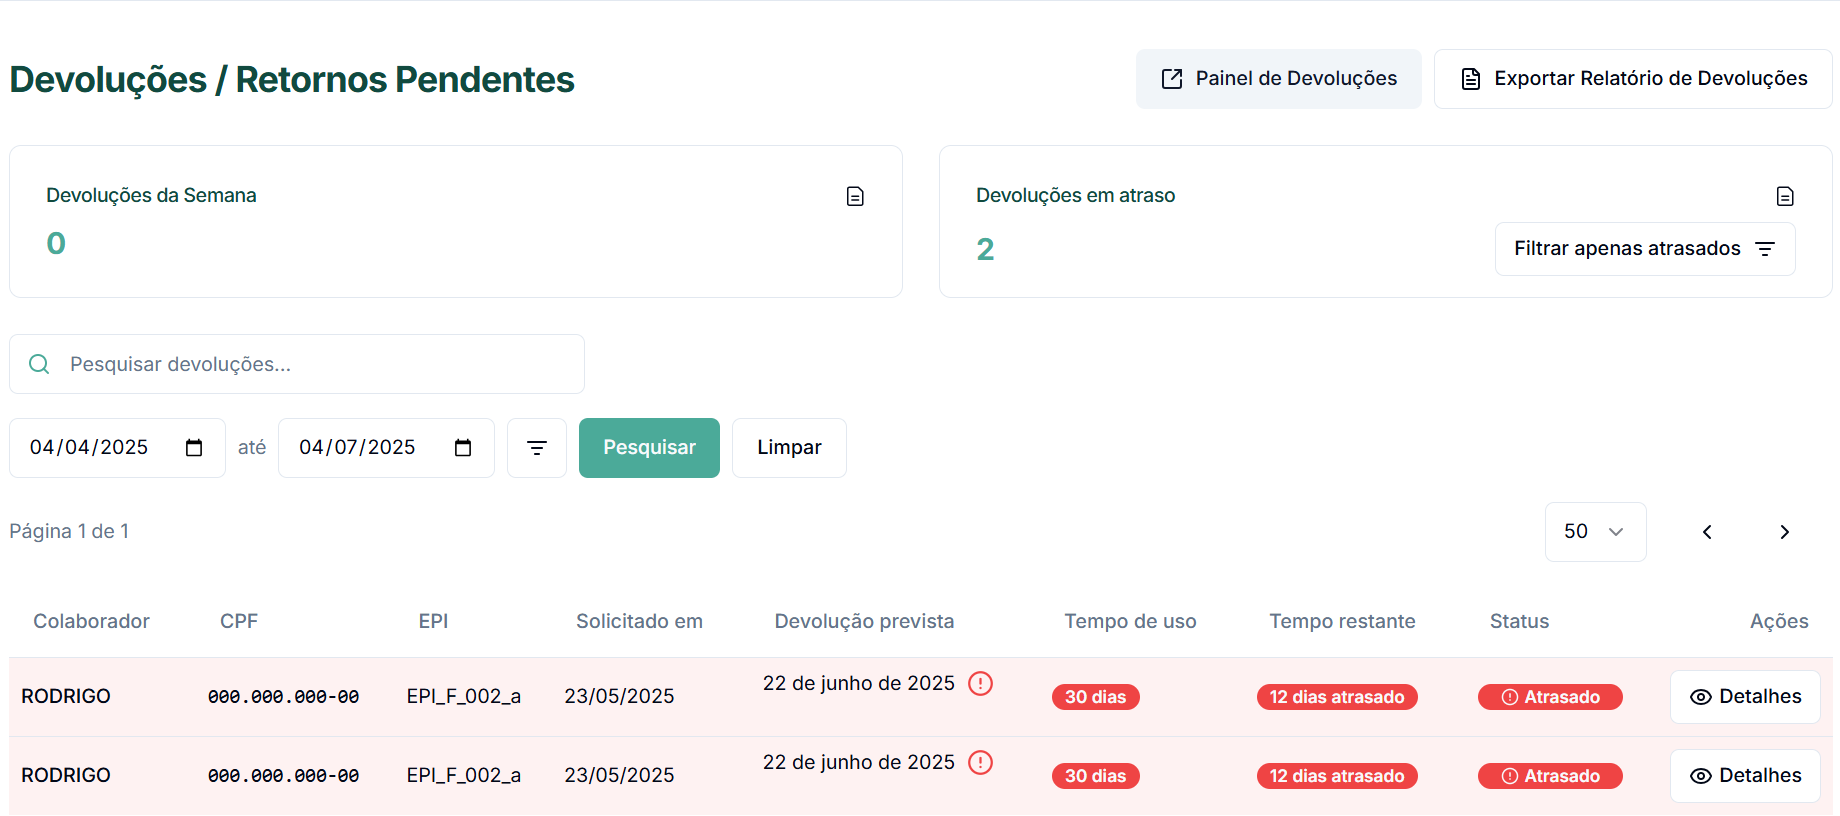 Devoluções / Retornos Pendentes
Painel de Devoluções
Exportar Relatório de Devoluções
Devoluções da Semana
0
Devoluções em atraso
2
Filtrar apenas atrasados
Pesquisar devoluções...
04/04/2025 até 04/07/2025 Pesquisar Limpar
Página 1 de 1
50
Colaborador CPF EPI Solicitado em Devolução prevista Tempo de uso Tempo restante Status Ações
RODRIGO 000.000.000-00 EPI_F_002_a 23/05/2025 22 de junho de 2025 30 dias 12 dias atrasado Atrasado Detalhes
RODRIGO 000.000.000-00 EPI_F_002_a 23/05/2025 22 de junho de 2025 30 dias 12 dias atrasado Atrasado Detalhes